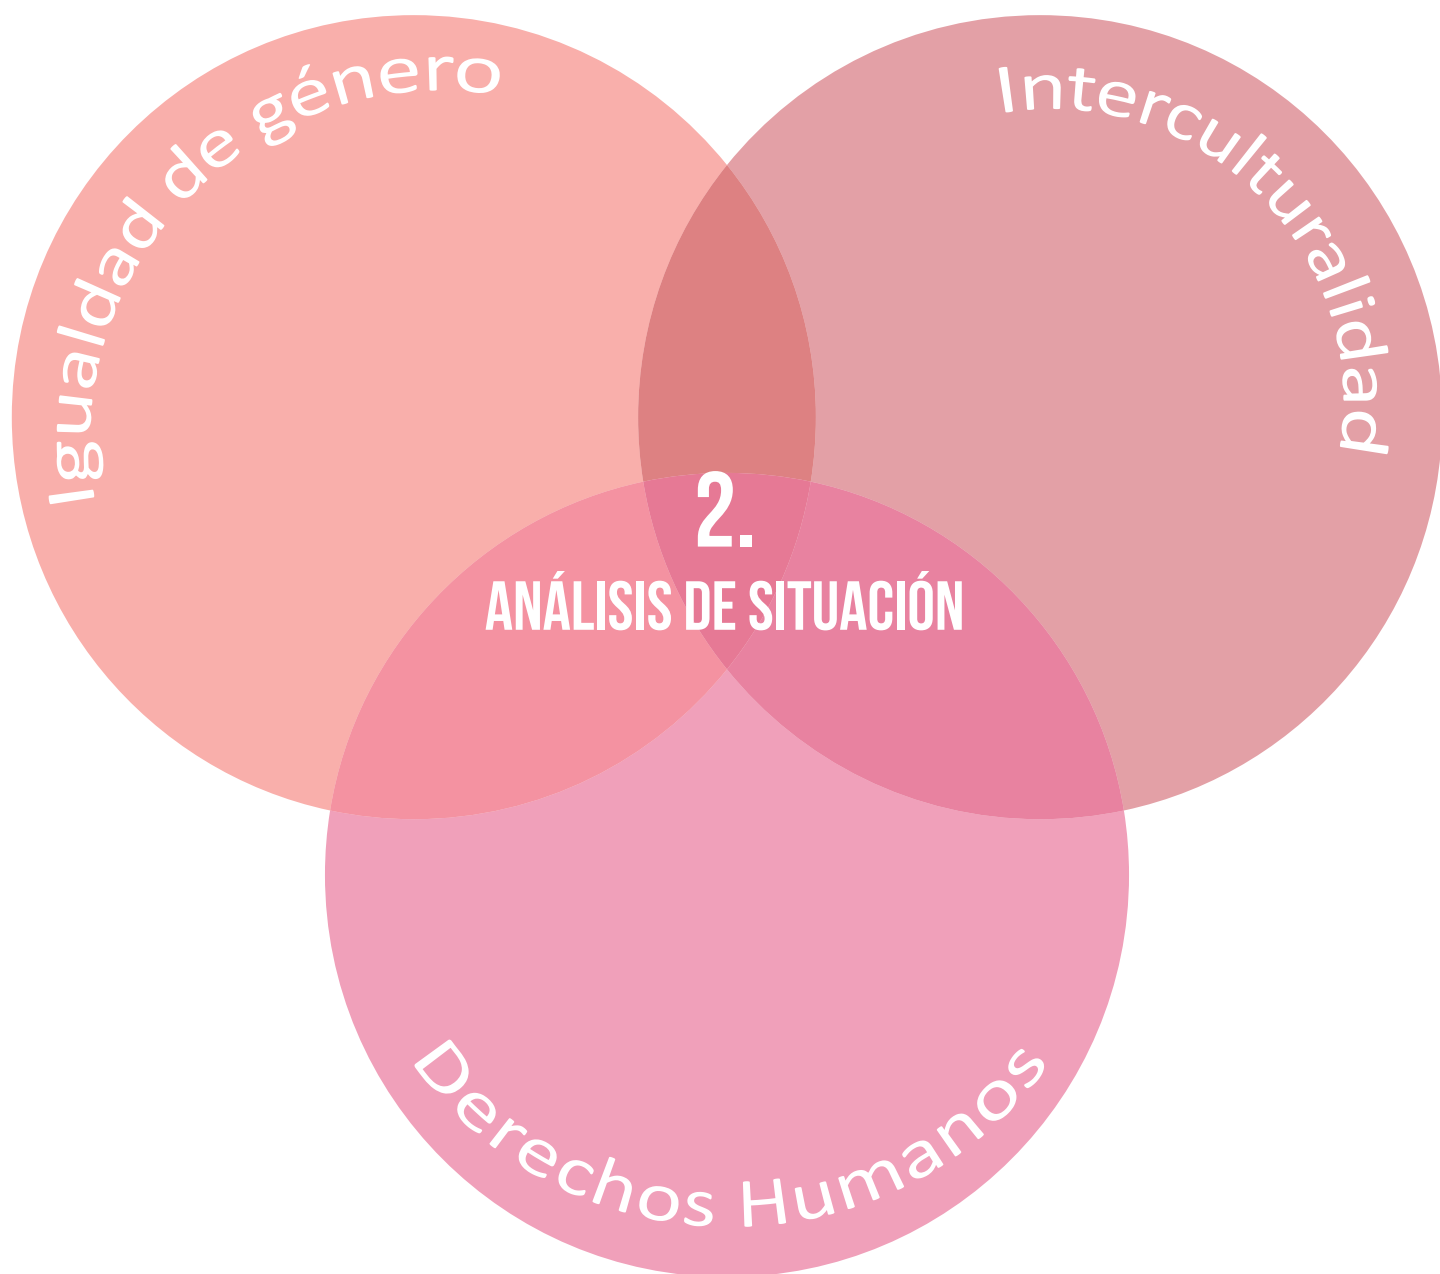 Igualdad de género
Interculturalidad
2.
ANÁLISIS DE SITUACIÓN
Derechos Humanos